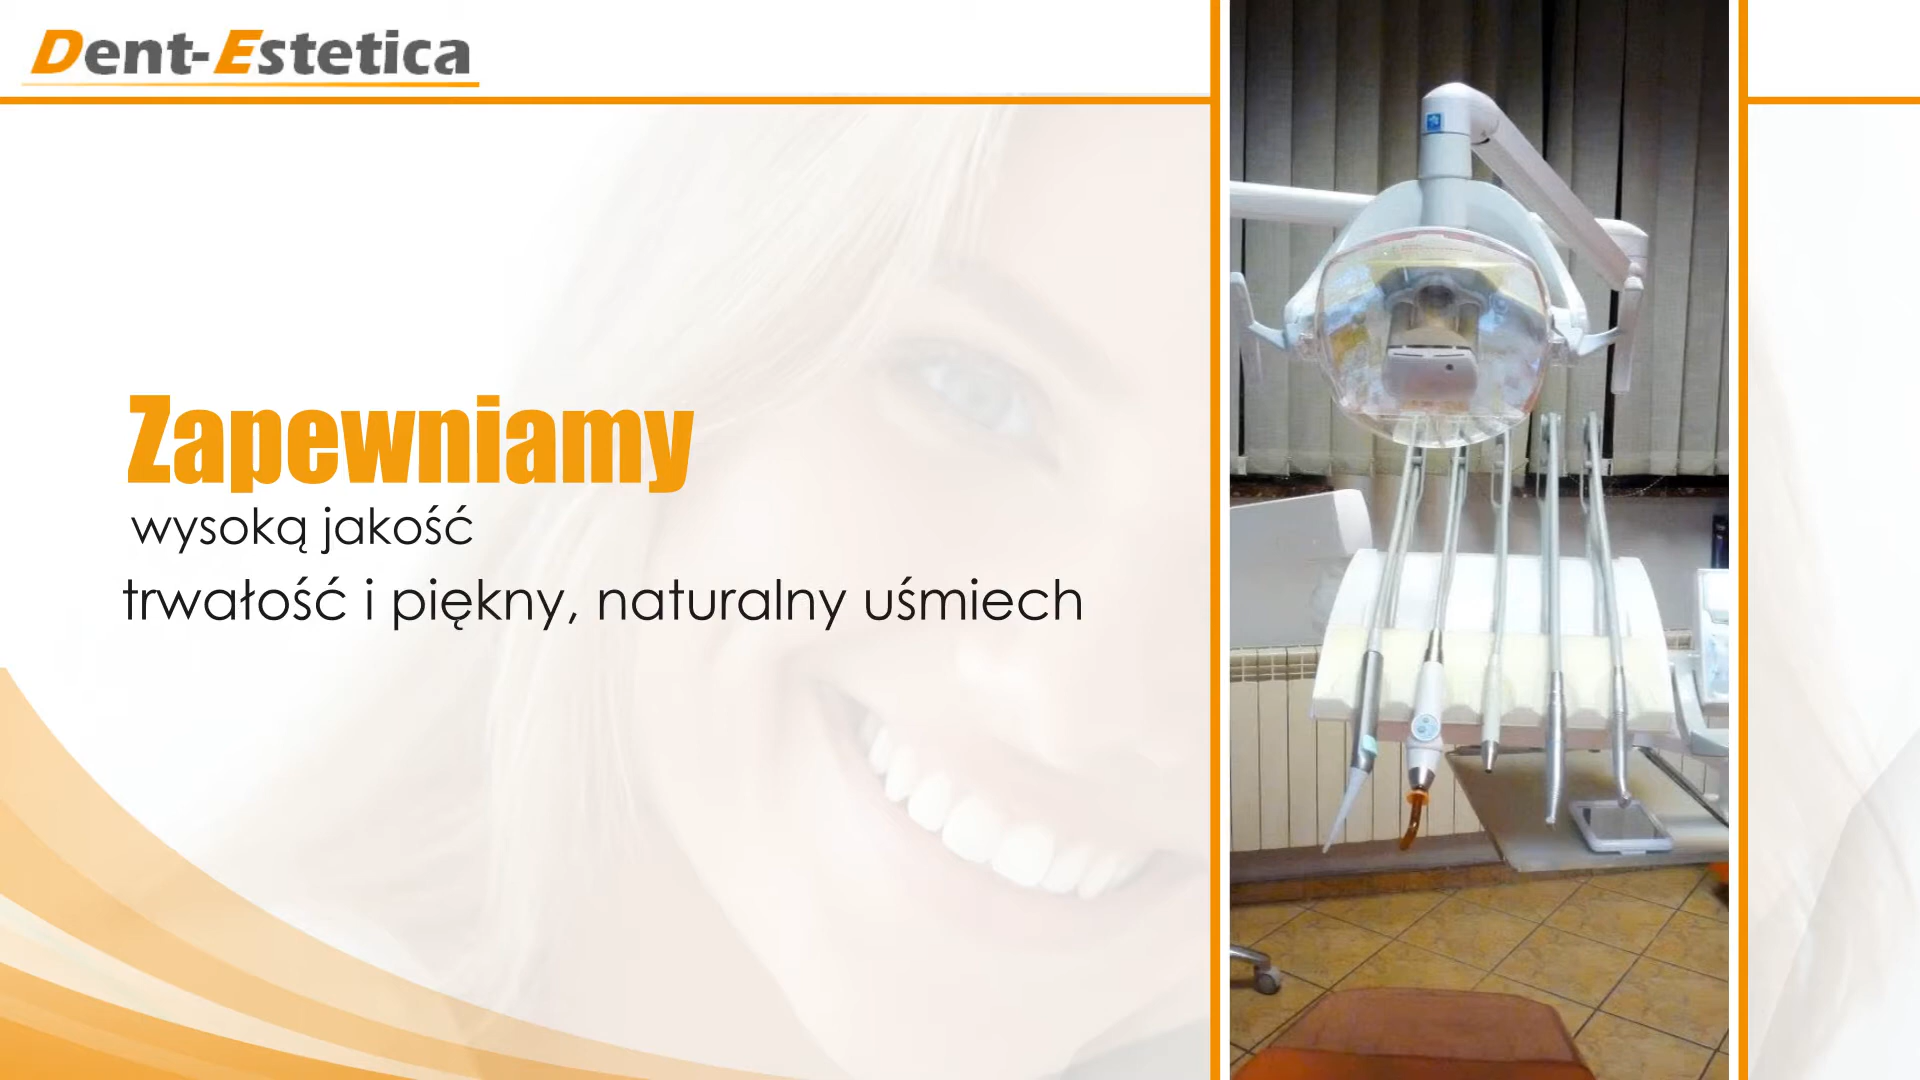 Dent-Estetica
Zapewniamy
wysoką jakość
trwałość i piękny, naturalny uśmiech